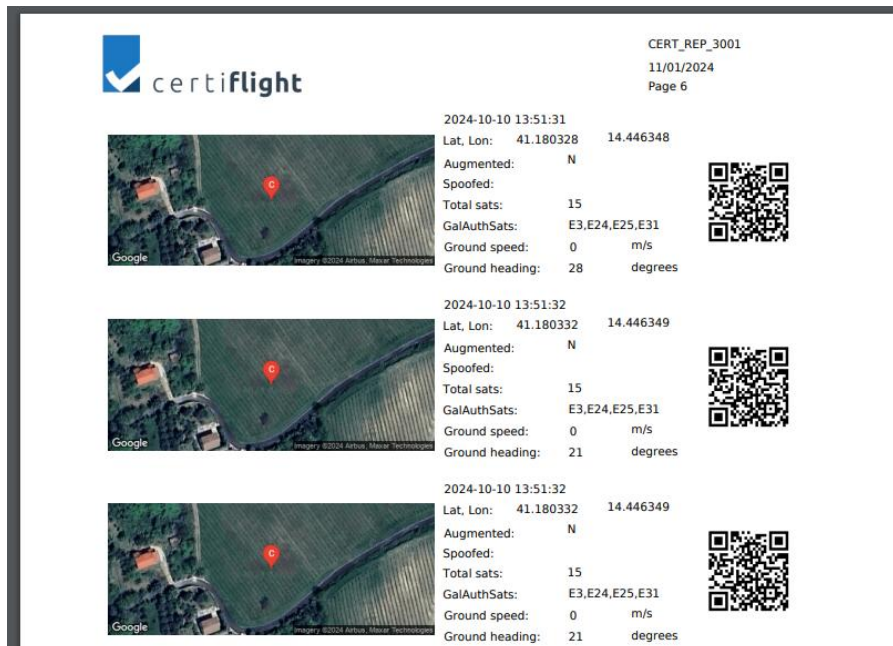 certiflight
CERT_REP_3001
11/01/2024
Page 6
2024-10-10 13:51:31
Lat, Lon: 41.180328 14.446348
Augmented: N
Spoofed:
Total sats: 15
GalAuthSats: E3,E24,E25,E31
Ground speed: 0 m/s
Ground heading: 28 degrees
C
Google
Imagery ©2024 Airbus, Maxar Technologies
2024-10-10 13:51:32
Lat, Lon: 41.180332 14.446349
Augmented: N
Spoofed:
Total sats: 15
GalAuthSats: E3,E24,E25,E31
Ground speed: 0 m/s
Ground heading: 21 degrees
C
Google
Imagery ©2024 Airbus, Maxar Technologies
2024-10-10 13:51:32
Lat, Lon: 41.180332 14.446349
Augmented: N
Spoofed:
Total sats: 15
GalAuthSats: E3,E24,E25,E31
Ground speed: 0 m/s
Ground heading: 21 degrees
C
Google
Imagery ©2024 Airbus, Maxar Technologies